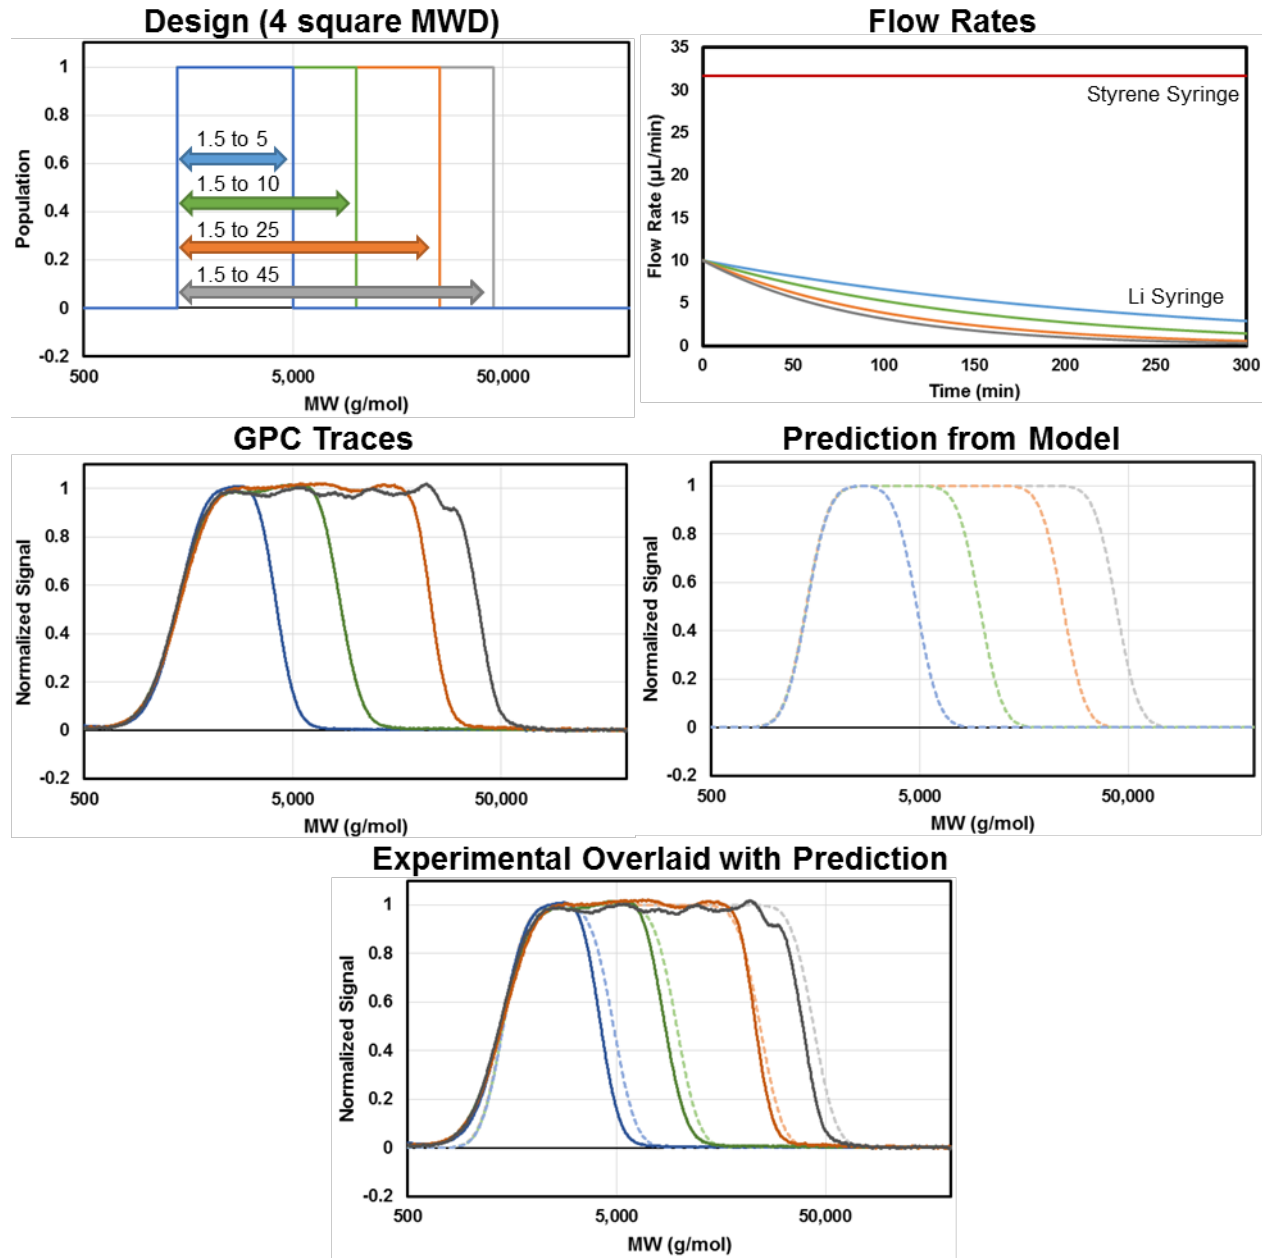 Design (4 square MWD)
1
0.8
0.6
0.4
0.2
0
-0.2
Population
1.5 to 5
1.5 to 10
1.5 to 25
1.5 to 45
500
5,000
50,000
MW (g/mol)
Flow Rates
35
30
25
20
15
10
5
0
Flow Rate (µL/min)
Styrene Syringe
Li Syringe
0
50
100
150
200
250
300
Time (min)
GPC Traces
1
0.8
0.6
0.4
0.2
0
-0.2
Normalized Signal
500
5,000
50,000
MW (g/mol)
Prediction from Model
1
0.8
0.6
0.4
0.2
0
-0.2
Normalized Signal
500
5,000
50,000
MW (g/mol)
Experimental Overlaid with Prediction
1
0.8
0.6
0.4
0.2
0
-0.2
Normalized Signal
500
5,000
50,000
MW (g/mol)